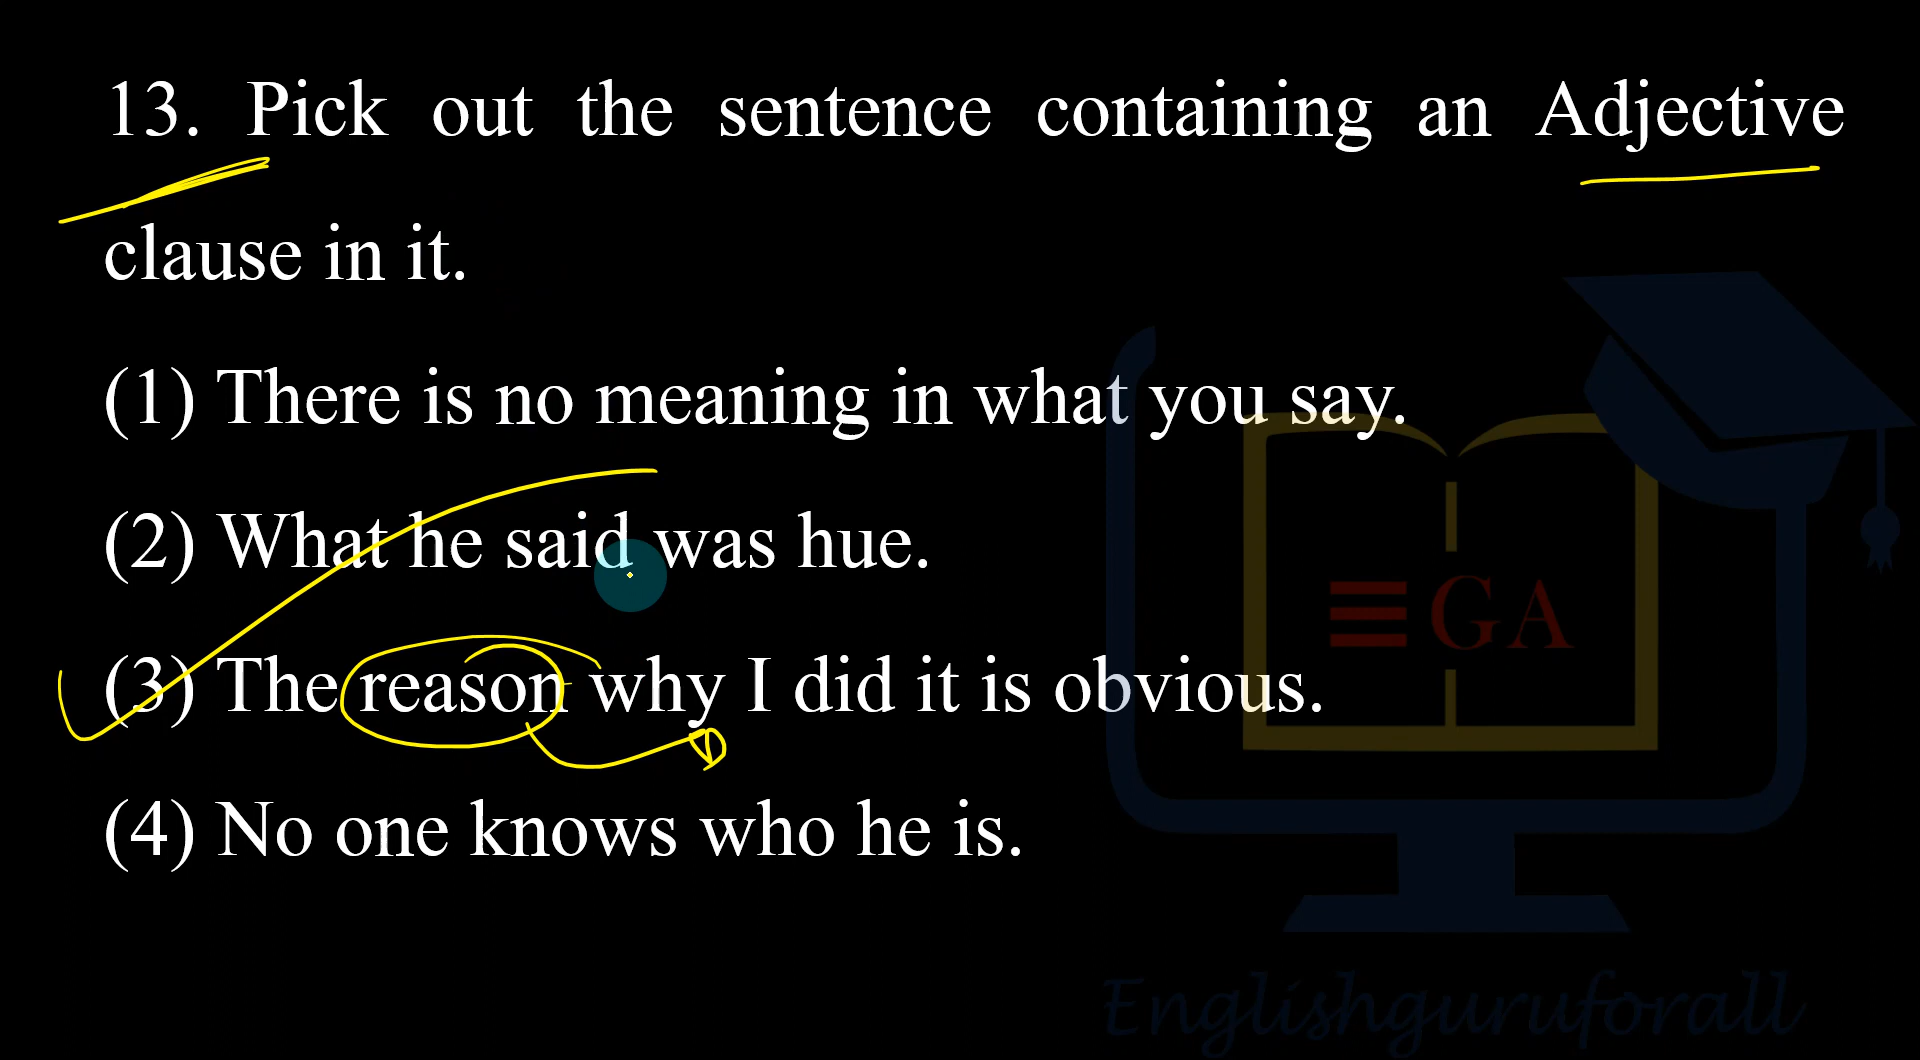 13. Pick out the sentence containing an Adjective
clause in it.
(1) There is no meaning in what you say.
(2) What he said was hue.
(3) The reason why I did it is obvious.
(4) No one knows who he is.
≡GA
Englishguruforall